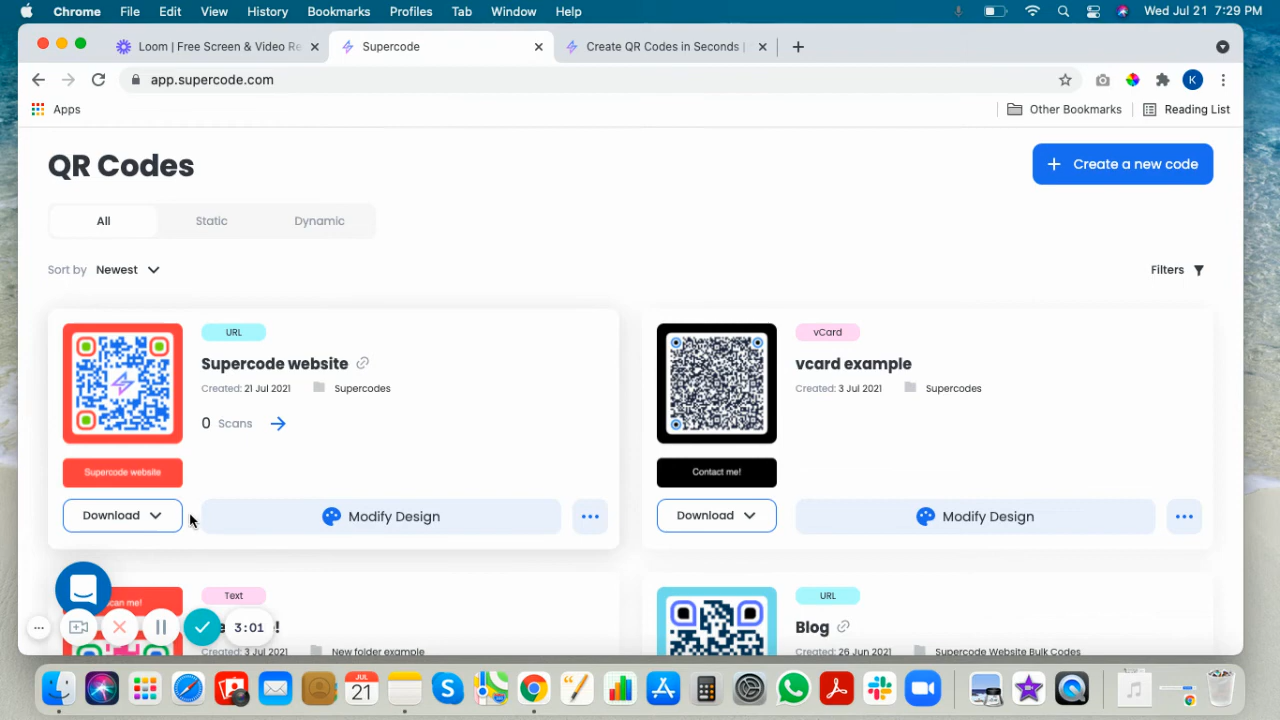 Chrome File Edit View History Bookmarks Profiles Tab Window Help Wed Jul 21 7:29 PM
Loom | Free Screen & Video Re Supercode Create QR Codes in Seconds |
app.supercode.com K
Apps Other Bookmarks Reading List
QR Codes
+ Create a new code
All Static Dynamic
Sort by Newest Filters
URL
Supercode website
Created: 21 Jul 2021 Supercodes
0 Scans
Supercode website
Download Modify Design
vCard
vcard example
Created: 3 Jul 2021 Supercodes
Contact me!
Download Modify Design
Text
can me!
!
Created: 3 Jul 2021 New folder example
URL
Blog
Created: 26 Jun 2021 Supercode Website Bulk Codes
3:01
JUL
21